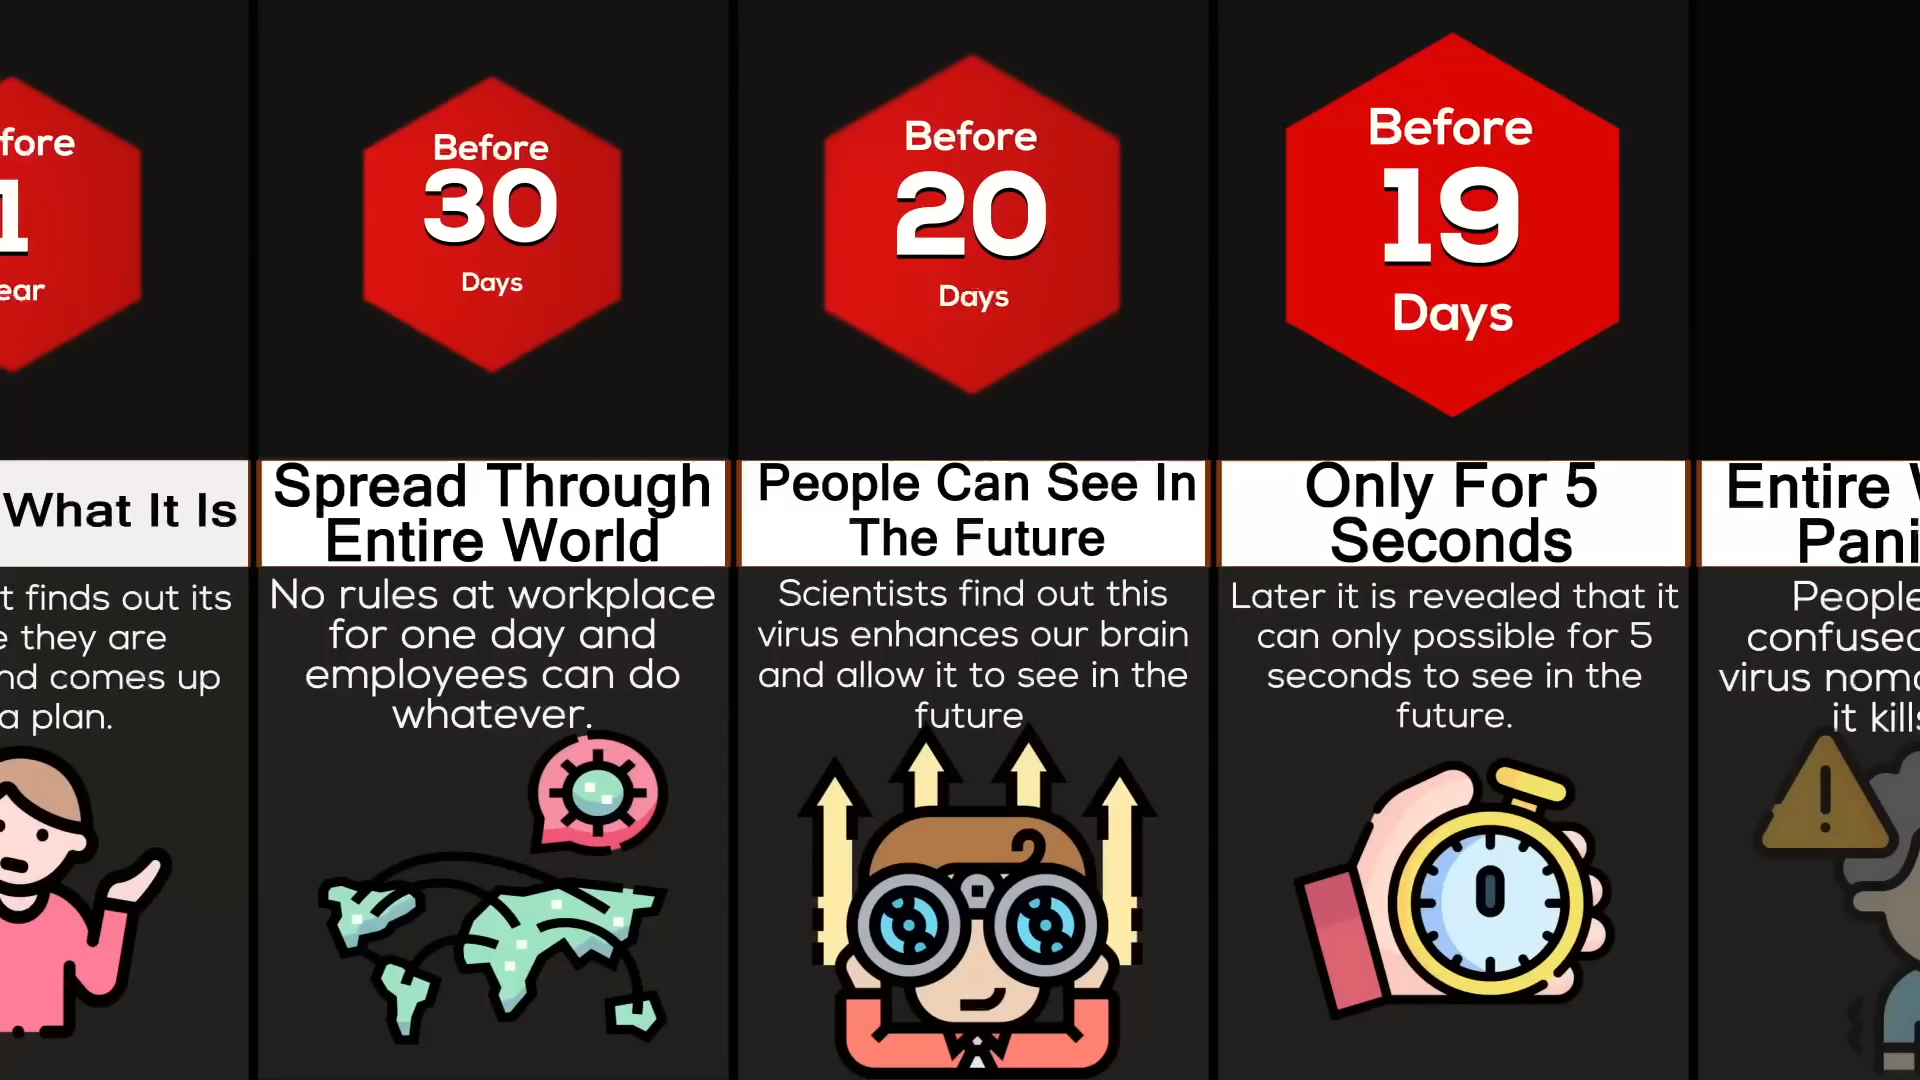 fore
1
ear
What It Is
t finds out its
e they are
nd comes up
a plan.
Before
30
Days
Spread Through
Entire World
No rules at workplace
for one day and
employees can do
whatever.
Before
20
Days
People Can See In
The Future
Scientists find out this
virus enhances our brain
and allow it to see in the
future
Before
19
Days
Only For 5
Seconds
Later it is revealed that it
can only possible for 5
seconds to see in the
future.
Entire
Pani
People
confused
virus
it kills